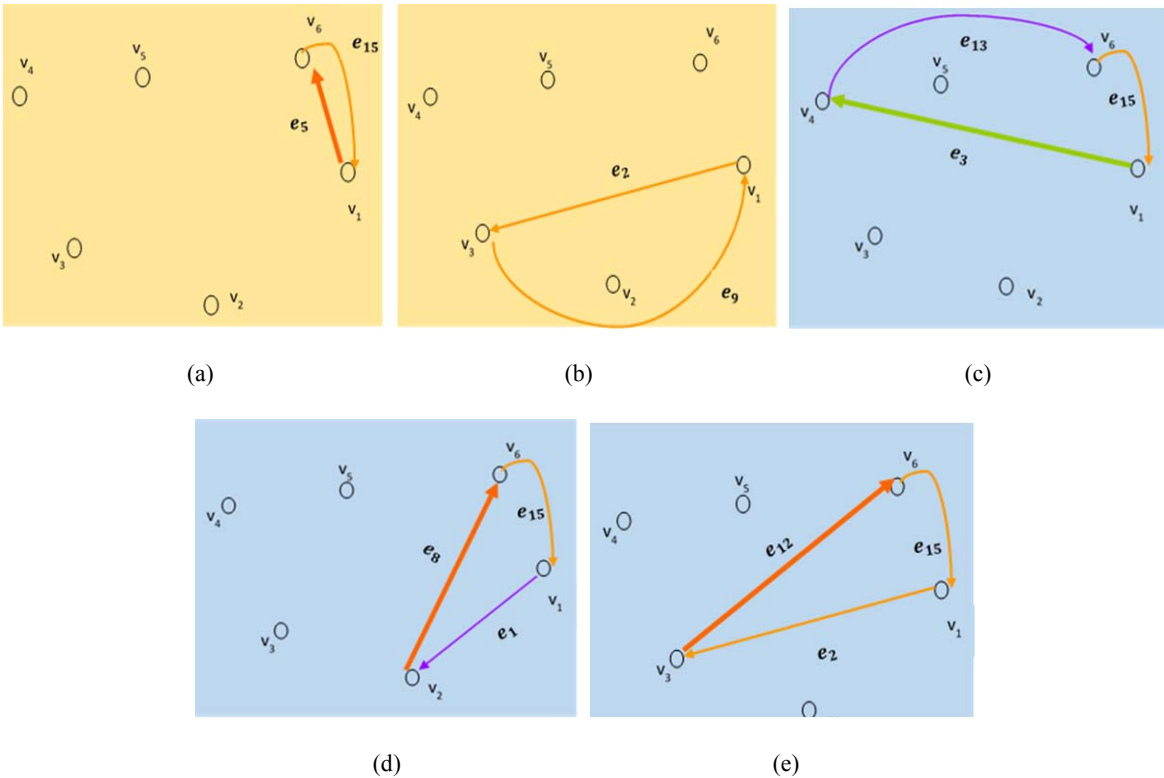 v₆
e₁₅
v₅
v₄
e₅
v₁
v₃
v₂
(a)
v₆
v₅
v₄
e₂
v₁
v₃
v₂
e₉
(b)
e₁₃
v₆
v₅
v₄
e₁₅
e₃
v₁
v₃
v₂
(c)
v₆
v₅
v₄
e₁₅
e₈
v₁
v₃
e₁
v₂
(d)
v₆
v₅
v₄
e₁₂
e₁₅
v₁
e₂
v₃
(e)